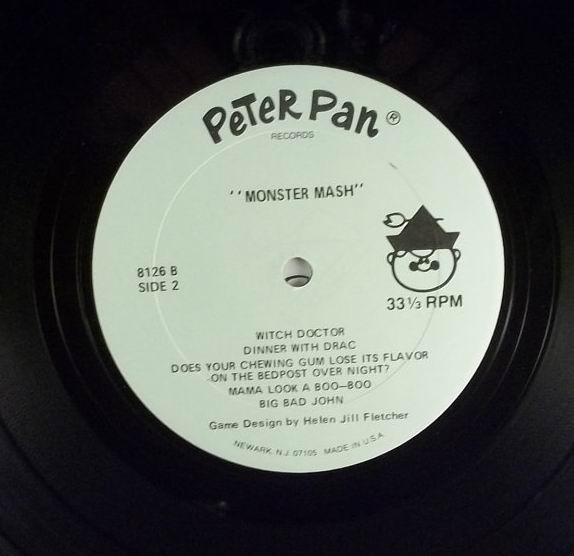 PETER PAN ®
RECORDS
''MONSTER MASH''
8126 B
SIDE 2
33⅓ RPM
WITCH DOCTOR
DINNER WITH DRAC
DOES YOUR CHEWING GUM LOSE ITS FLAVOR
ON THE BEDPOST OVER NIGHT?
MAMA LOOK A BOO-BOO
BIG BAD JOHN
Game Design by Helen Jill Fletcher
NEWARK, N.J. 07105 MADE IN U.S.A.